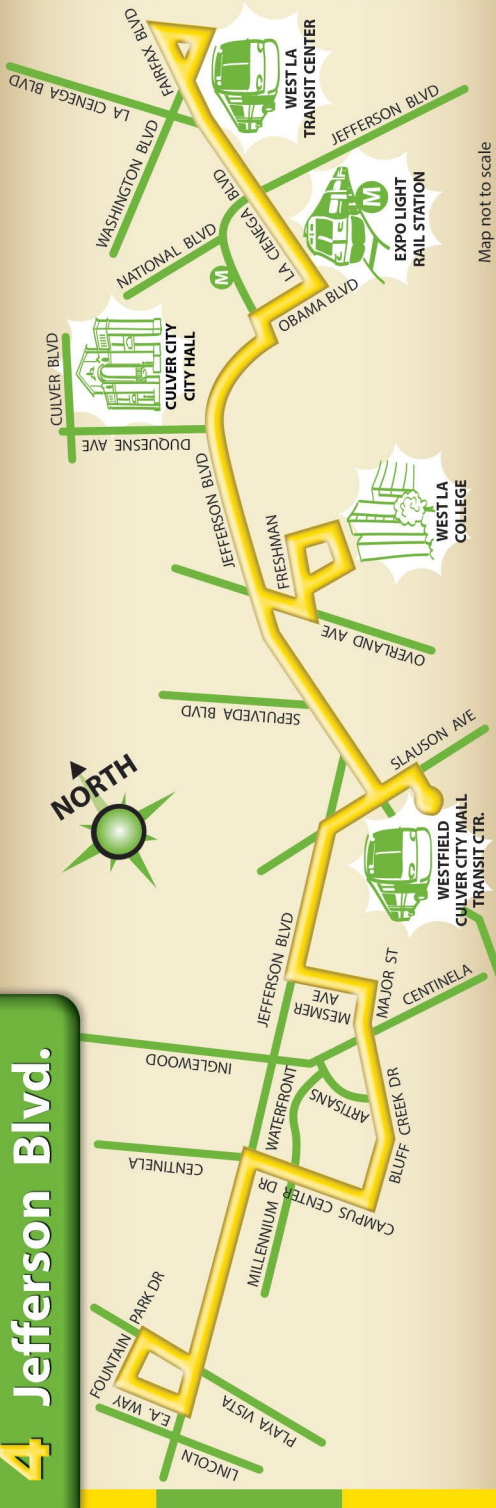 4 Jefferson Blvd.
NORTH
LINCOLN
E.A. WAY
FOUNTAIN PARK DR
PLAYA VISTA
CENTINELA
MILLENNIUM
CAMPUS CENTER DR
WATERFRONT
INGLEWOOD
ARTISANS
BLUFF CREEK DR
JEFFERSON BLVD
MESMER
AVE
MAJOR ST
CENTINELA
WESTFIELD
CULVER CITY MALL
TRANSIT CTR.
SLAUSON AVE
SEPULVEDA BLVD
OVERLAND AVE
FRESHMAN
WEST LA
COLLEGE
JEFFERSON BLVD
DUQUESNE AVE
CULVER BLVD
CULVER CITY
CITY HALL
OBAMA BLVD
M
NATIONAL BLVD
LA CIENEGA BLVD
EXPO LIGHT
RAIL STATION
M
JEFFERSON BLVD
WASHINGTON BLVD
LA CIENEGA BLVD
FAIRFAX BLVD
WEST LA
TRANSIT CENTER
Map not to scale